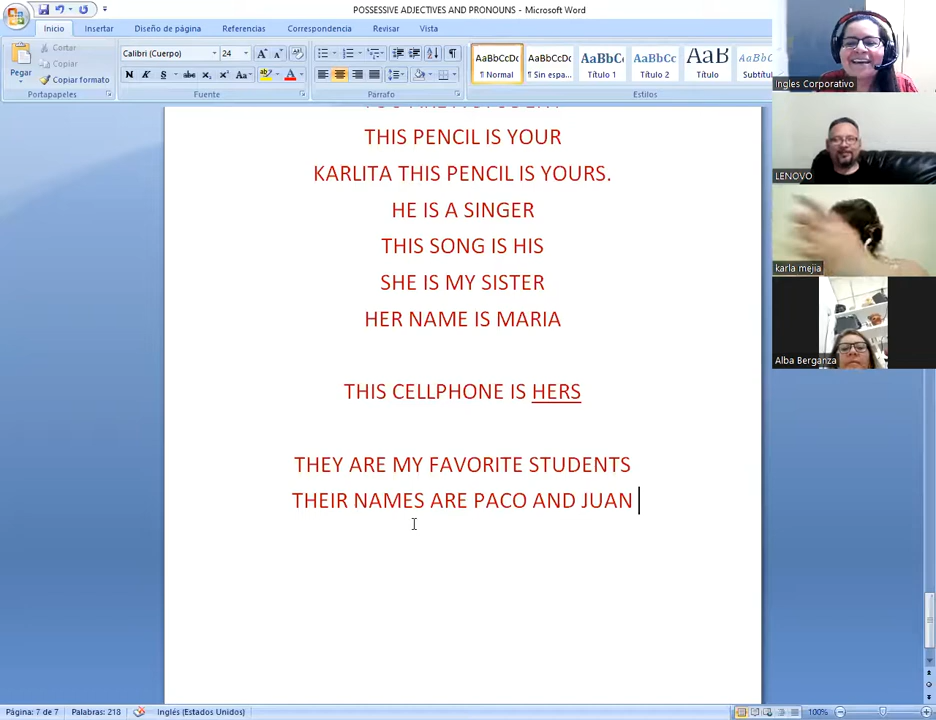 POSSESSIVE ADJECTIVES AND PRONOUNS - Microsoft Word
Inicio
Insertar
Diseño de página
Referencias
Correspondencia
Revisar
Vista
Pegar
Cortar
Copiar
Copiar formato
Portapapeles
Calibri (Cuerpo)
24
Fuente
Párrafo
AaBbCcDc
¶ Normal
AaBbCcDc
¶ Sin espa...
AaBbCc
Título 1
AaBbCc
Título 2
AaB
Título
AaBbCc
Subtítul
Estilos
THIS PENCIL IS YOUR
KARLITA THIS PENCIL IS YOURS.
HE IS A SINGER
THIS SONG IS HIS
SHE IS MY SISTER
HER NAME IS MARIA
THIS CELLPHONE IS HERS
THEY ARE MY FAVORITE STUDENTS
THEIR NAMES ARE PACO AND JUAN
Ingles Corporativo
LENOVO
karla mejia
Alba Berganza
Página: 7 de 7
Palabras: 218
Inglés (Estados Unidos)
100%